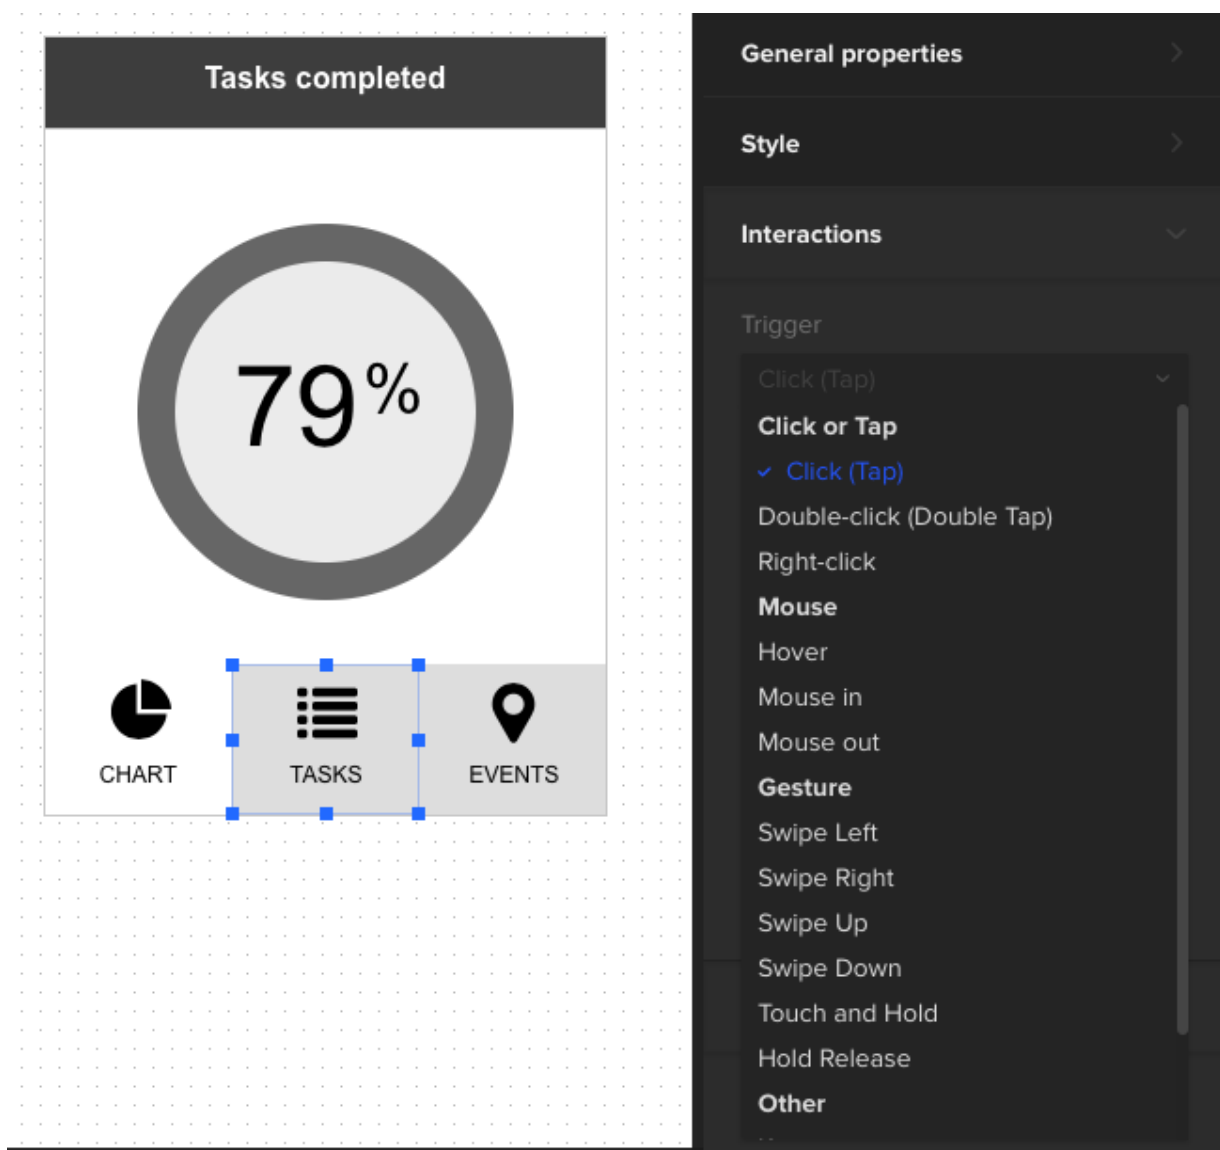 Tasks completed
79%
CHART
TASKS
EVENTS
General properties
Style
Interactions
Trigger
Click (Tap)
Click or Tap
Click (Tap)
Double-click (Double Tap)
Right-click
Mouse
Hover
Mouse in
Mouse out
Gesture
Swipe Left
Swipe Right
Swipe Up
Swipe Down
Touch and Hold
Hold Release
Other